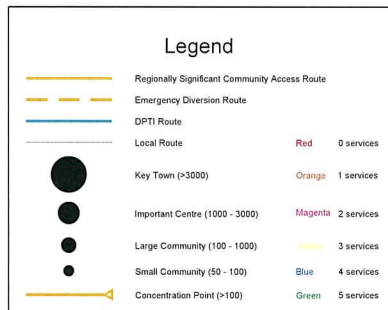 Legend
Regionally Significant Community Access Route
Emergency Diversion Route
DPTI Route
Local Route Red 0 services
Key Town (>3000) Orange 1 services
Important Centre (1000 - 3000) Magenta 2 services
Large Community (100 - 1000) 3 services
Small Community (50 - 100) Blue 4 services
Concentration Point (>100) Green 5 services